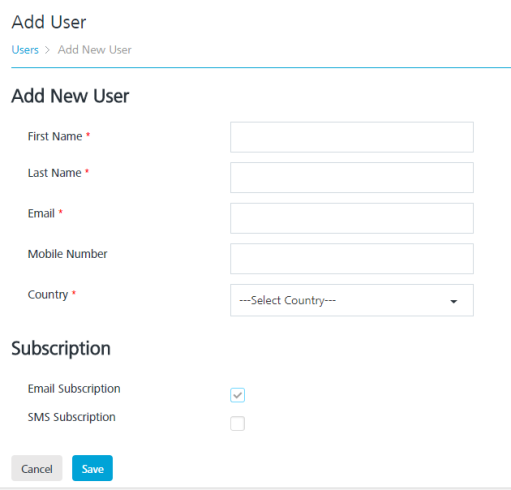 Add User
Users > Add New User
Add New User
First Name *
Last Name *
Email *
Mobile Number
Country *
---Select Country---
Subscription
Email Subscription
SMS Subscription
Cancel Save